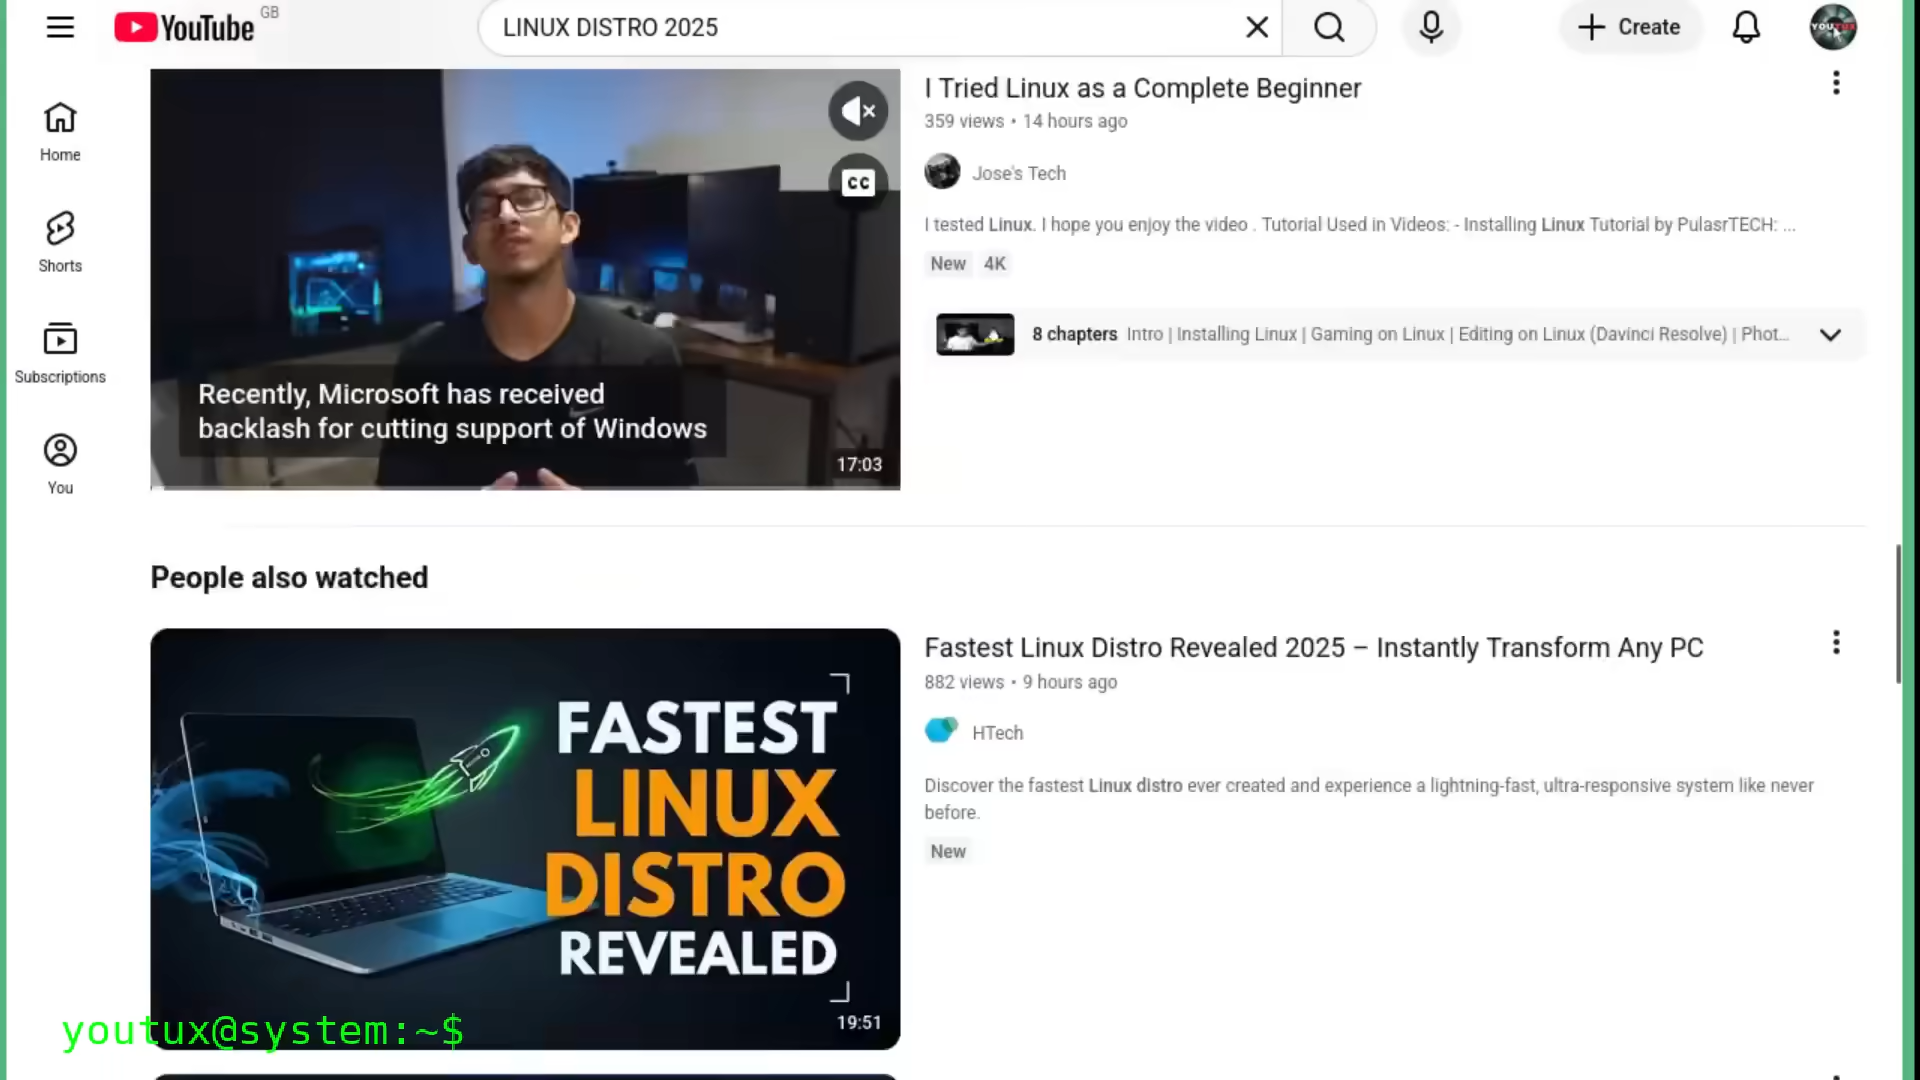 YouTube GB
LINUX DISTRO 2025
Create
YOUTUX
Home
Shorts
Subscriptions
You
CC
Recently, Microsoft has received
backlash for cutting support of Windows
17:03
I Tried Linux as a Complete Beginner
359 views • 14 hours ago
Jose's Tech
I tested Linux. I hope you enjoy the video . Tutorial Used in Videos: - Installing Linux Tutorial by PulasrTECH: ...
New 4K
8 chapters Intro | Installing Linux | Gaming on Linux | Editing on Linux (Davinci Resolve) | Phot...
People also watched
FASTEST
LINUX
DISTRO
REVEALED
19:51
Fastest Linux Distro Revealed 2025 – Instantly Transform Any PC
882 views • 9 hours ago
HTech
Discover the fastest Linux distro ever created and experience a lightning-fast, ultra-responsive system like never
before.
New
youtux@system:~$